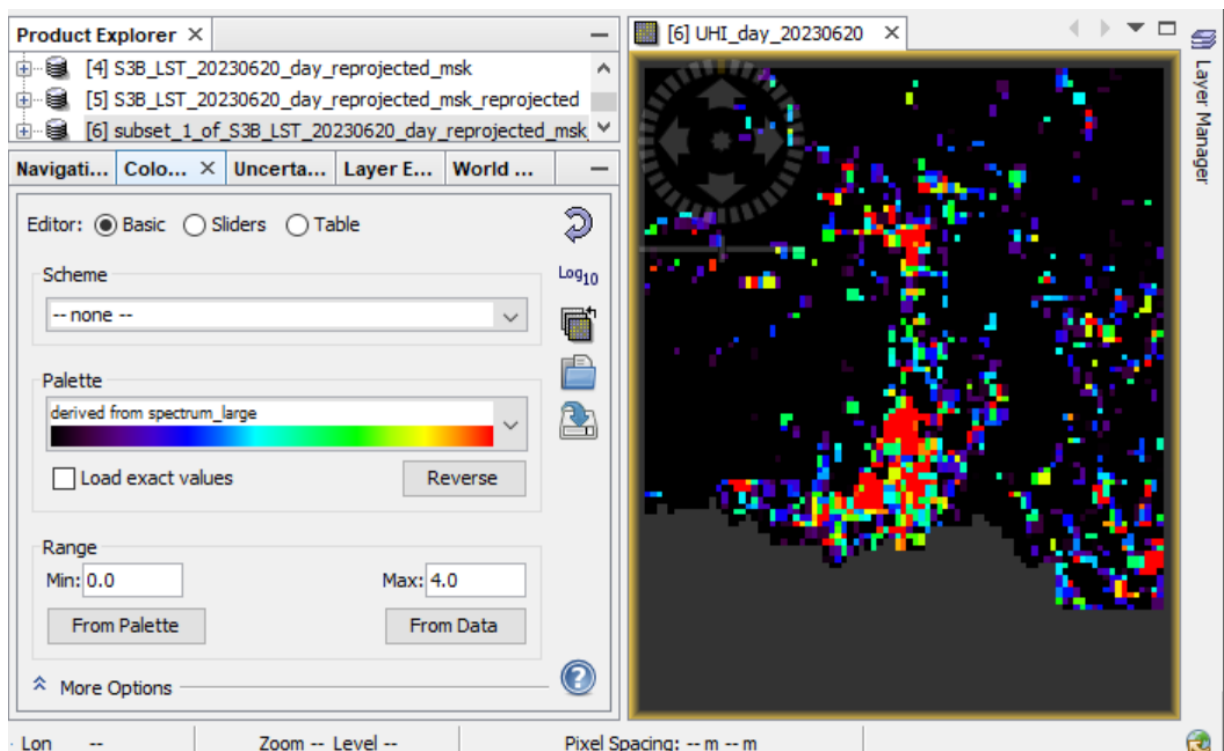 Product Explorer ×
[4] S3B_LST_20230620_day_reprojected_msk
[5] S3B_LST_20230620_day_reprojected_msk_reprojected
[6] subset_1_of_S3B_LST_20230620_day_reprojected_msk
Navigati... Colo... × Uncerta... Layer E... World ...
Editor: Basic Sliders Table
Scheme
Log10
-- none --
Palette
derived from spectrum_large
Load exact values Reverse
Range
Min: 0.0 Max: 4.0
From Palette From Data
More Options
[6] UHI_day_20230620 ×
Layer Manager
Lon -- Zoom -- Level -- Pixel Spacing: -- m -- m